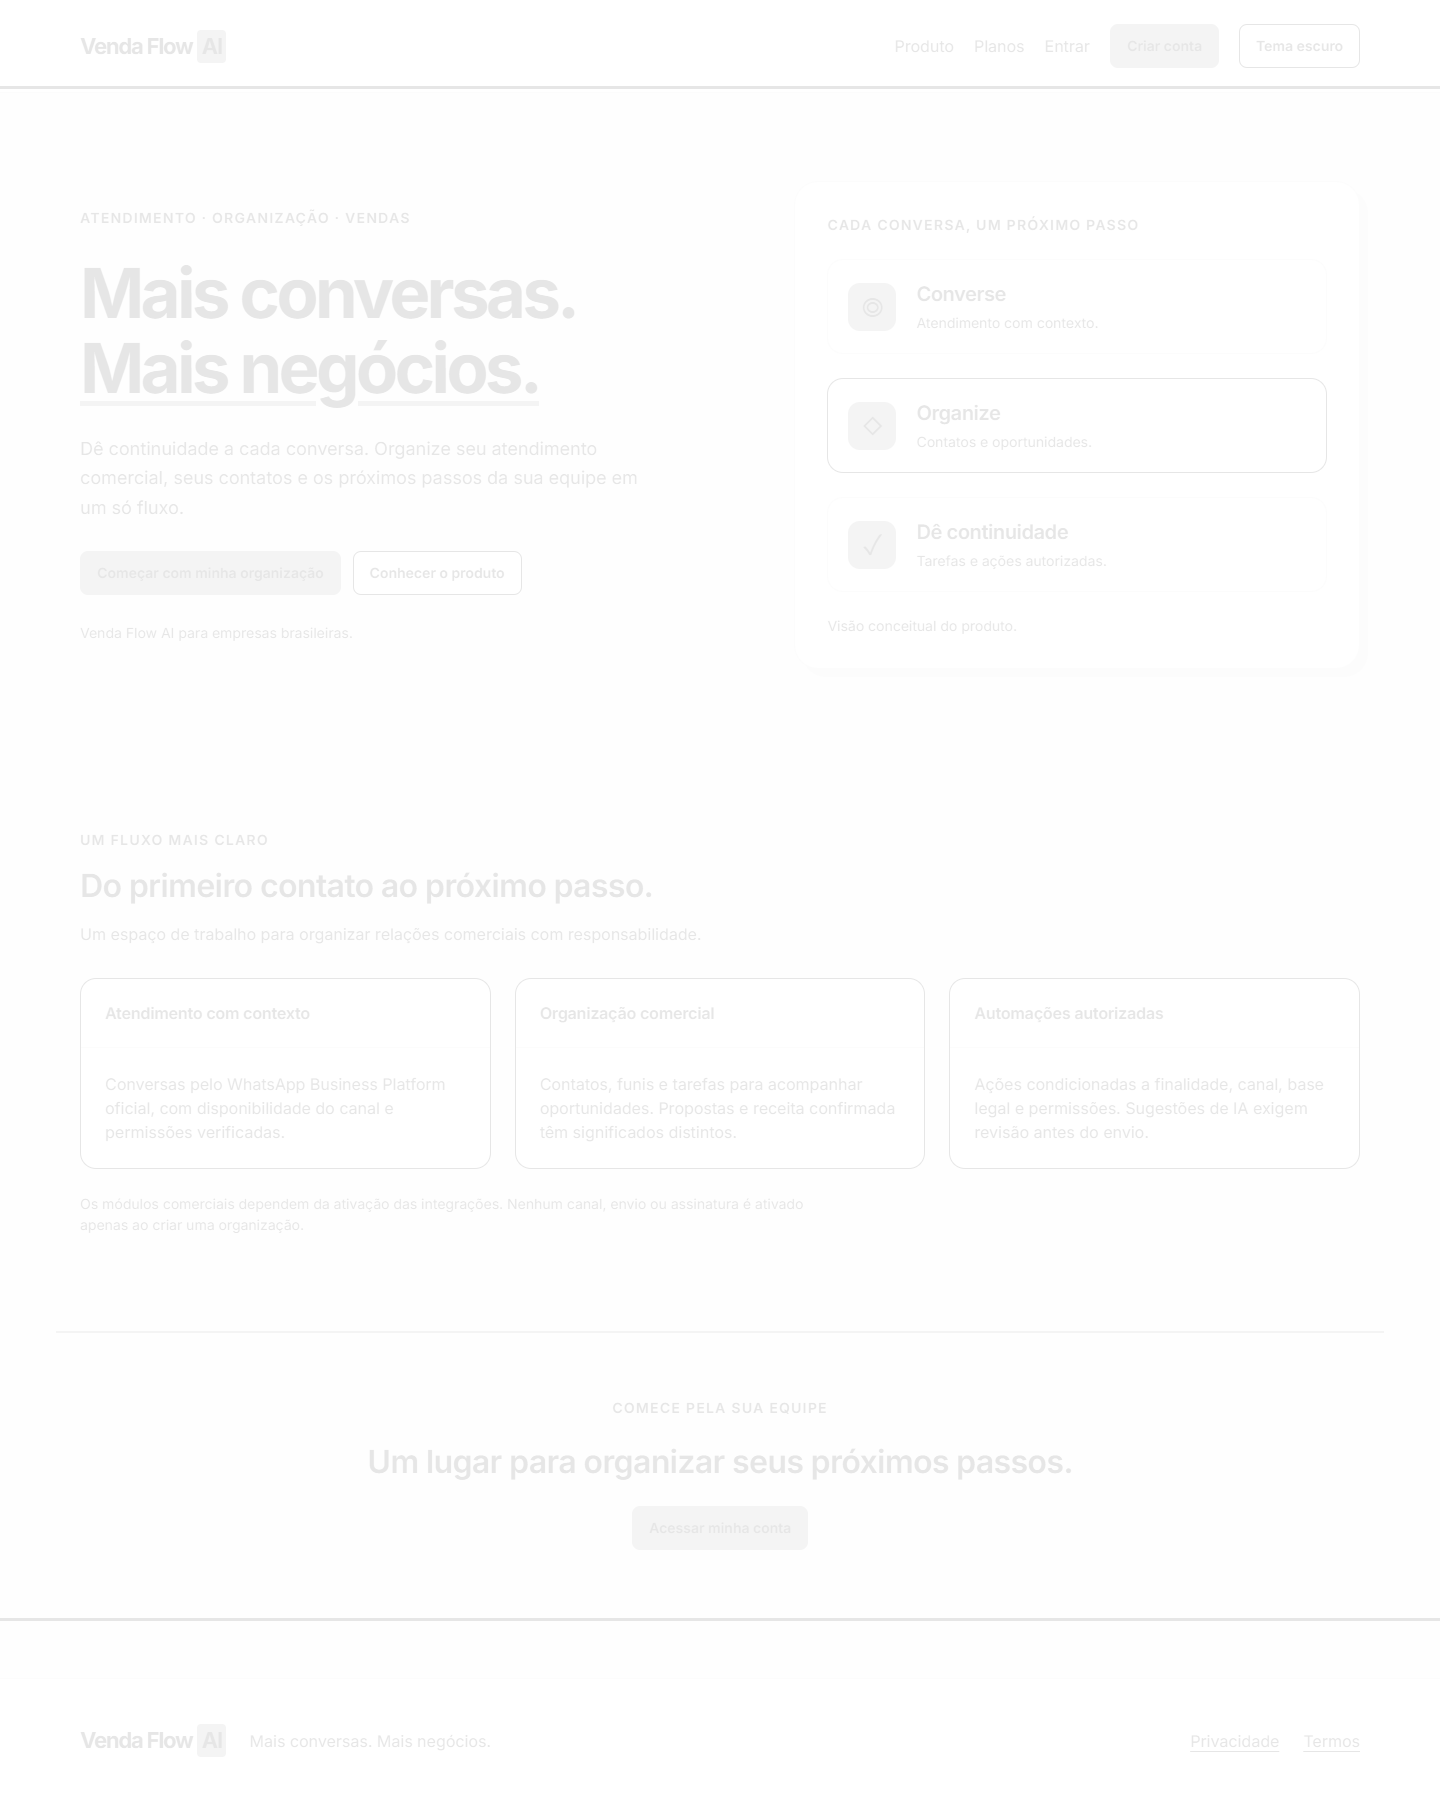 Venda Flow AI
Produto Planos Entrar Criar conta Tema escuro
ATENDIMENTO · ORGANIZAÇÃO · VENDAS
Mais conversas.
Mais negócios.
Dê continuidade a cada conversa. Organize seu atendimento
comercial, seus contatos e os próximos passos da sua equipe em
um só fluxo.
Começar com minha organização Conhecer o produto
Venda Flow AI para empresas brasileiras.
CADA CONVERSA, UM PRÓXIMO PASSO
Converse
Atendimento com contexto.
Organize
Contatos e oportunidades.
Dê continuidade
Tarefas e ações autorizadas.
Visão conceitual do produto.
UM FLUXO MAIS CLARO
Do primeiro contato ao próximo passo.
Um espaço de trabalho para organizar relações comerciais com responsabilidade.
Atendimento com contexto
Conversas pelo WhatsApp Business Platform
oficial, com disponibilidade do canal e
permissões verificadas.
Organização comercial
Contatos, funis e tarefas para acompanhar
oportunidades. Propostas e receita confirmada
têm significados distintos.
Automações autorizadas
Ações condicionadas a finalidade, canal, base
legal e permissões. Sugestões de IA exigem
revisão antes do envio.
Os módulos comerciais dependem da ativação das integrações. Nenhum canal, envio ou assinatura é ativado
apenas ao criar uma organização.
COMECE PELA SUA EQUIPE
Um lugar para organizar seus próximos passos.
Acessar minha conta
Venda Flow AI
Mais conversas. Mais negócios.
Privacidade Termos